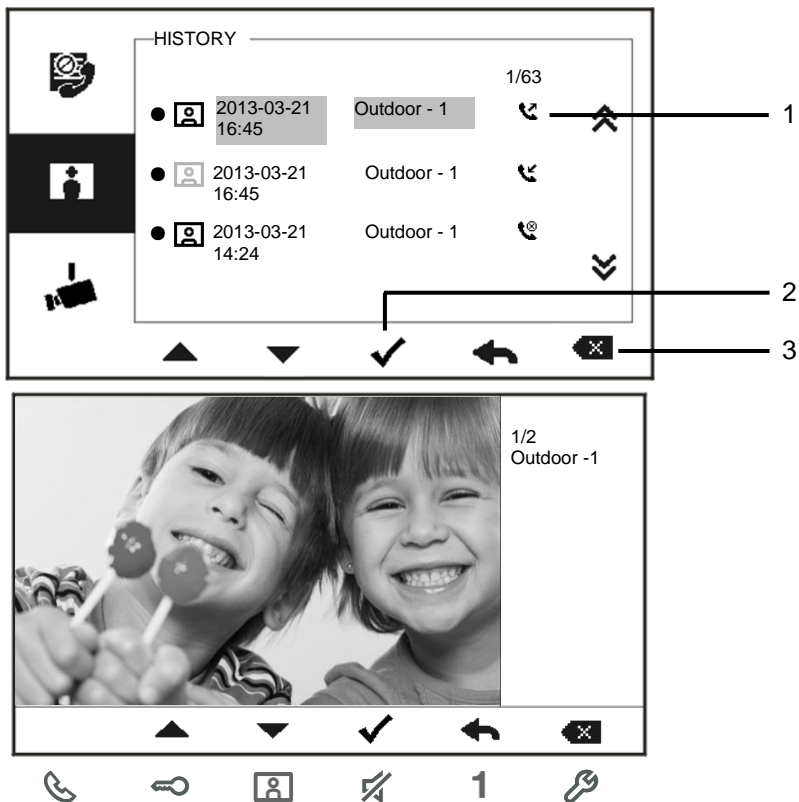 HISTORY
1/63
2013-03-21 Outdoor - 1
16:45
1
2013-03-21 Outdoor - 1
16:45
2013-03-21 Outdoor - 1
14:24
2
3
1/2
Outdoor -1
1